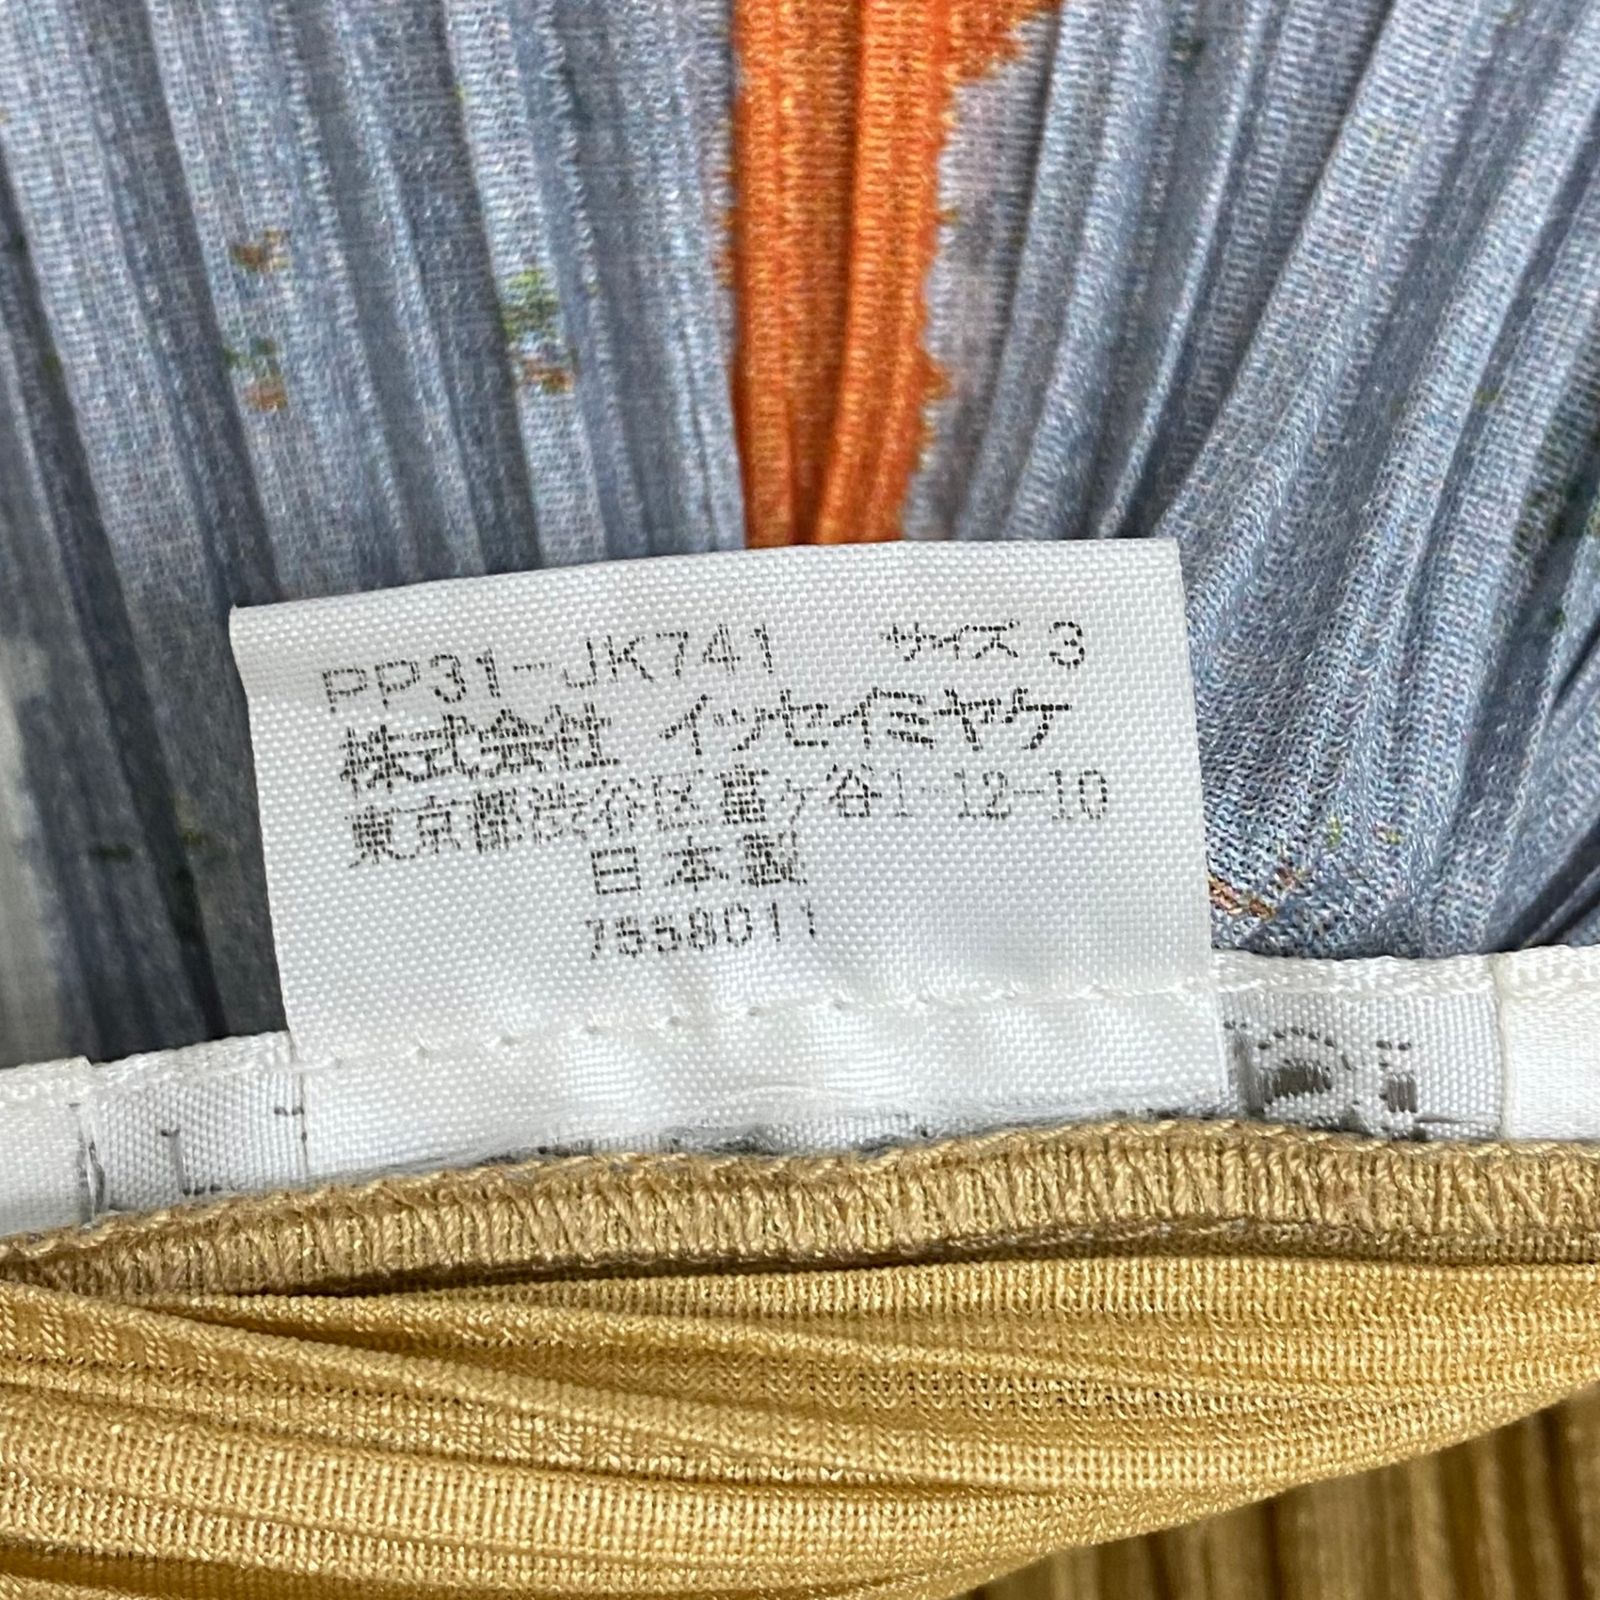 PP31-JK741 サイズ 3
株式会社 イッセイミヤケ
東京都渋谷区富ヶ谷1-12-10
日本製
7558011